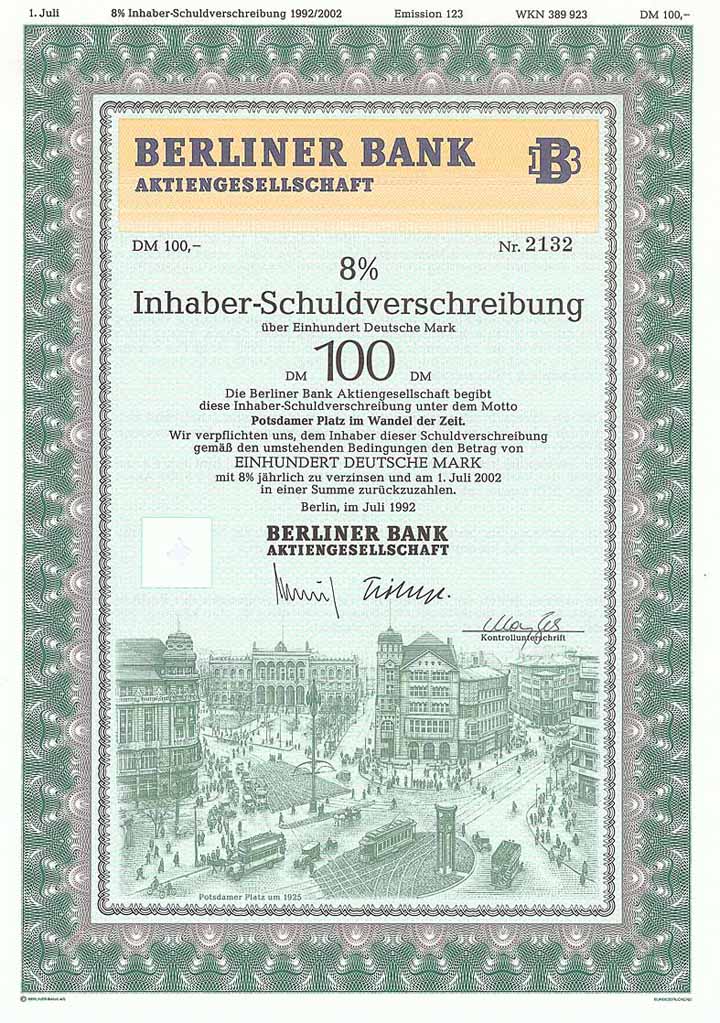 1. Juli 8% Inhaber-Schuldverschreibung 1992/2002 Emission 123 WKN 389 923 DM 100,–
BERLINER BANK
AKTIENGESELLSCHAFT
BB
DM 100,– Nr. 2132
8%
Inhaber-Schuldverschreibung
über Einhundert Deutsche Mark
DM 100 DM
Die Berliner Bank Aktiengesellschaft begibt
diese Inhaber-Schuldverschreibung unter dem Motto
Potsdamer Platz im Wandel der Zeit.
Wir verpflichten uns, dem Inhaber dieser Schuldverschreibung
gemäß den umstehenden Bedingungen den Betrag von
EINHUNDERT DEUTSCHE MARK
mit 8% jährlich zu verzinsen und am 1. Juli 2002
in einer Summe zurückzuzahlen.
Berlin, im Juli 1992
BERLINER BANK
AKTIENGESELLSCHAFT
Kontrollunterschrift
Potsdamer Platz um 1925